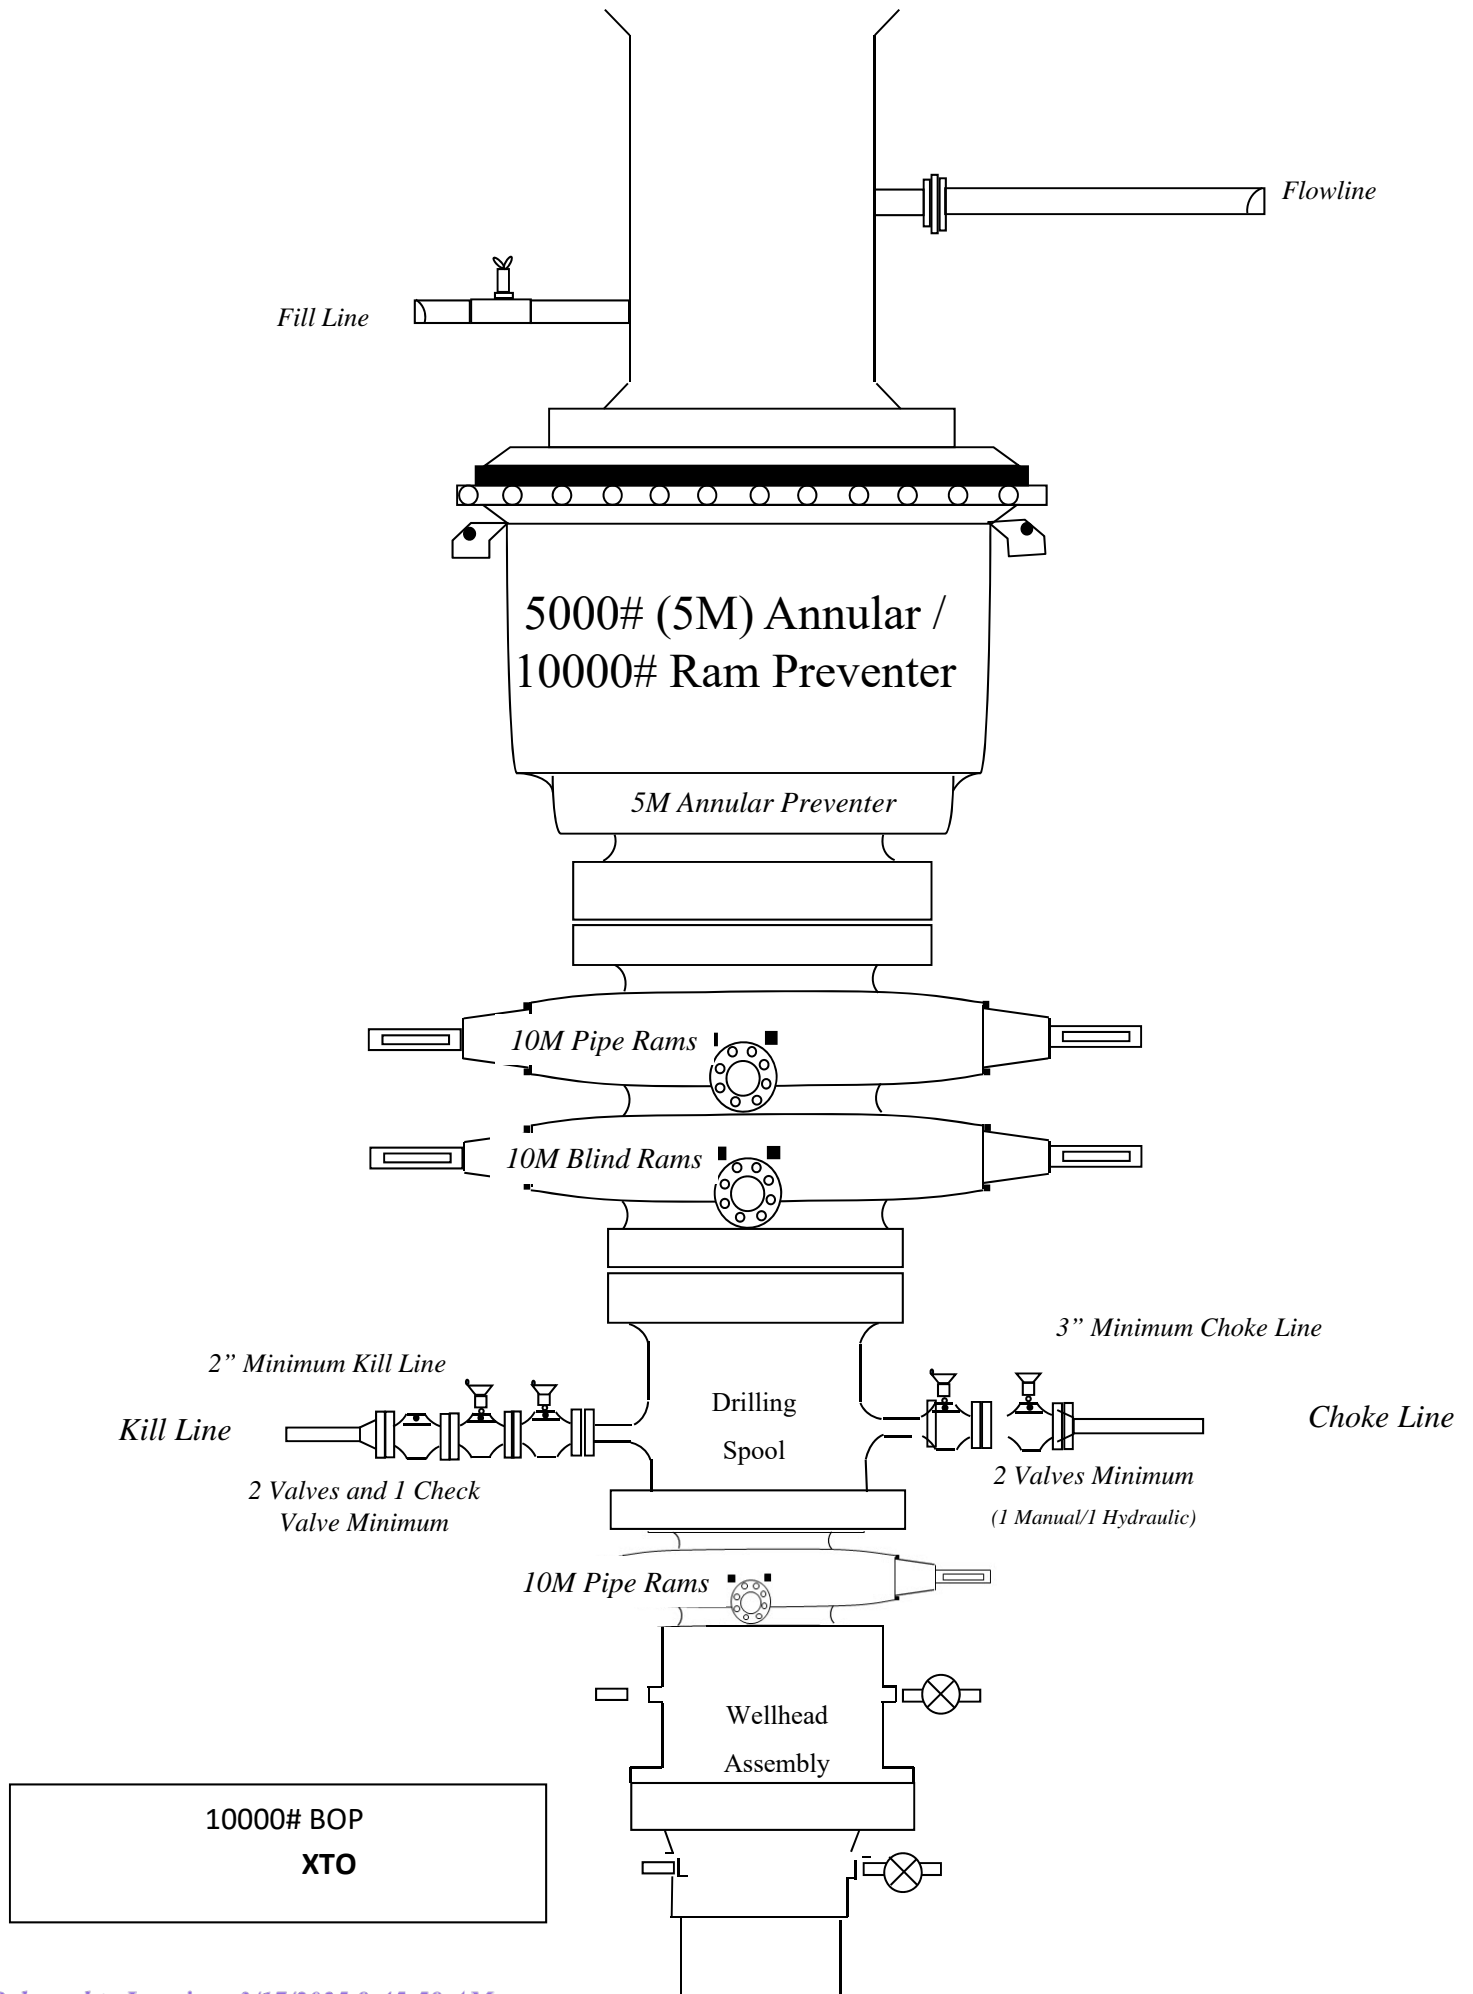 Flowline
Fill Line
5000# (5M) Annular /
10000# Ram Preventer
5M Annular Preventer
10M Pipe Rams
10M Blind Rams
3” Minimum Choke Line
2” Minimum Kill Line
Drilling
Spool
Kill Line
Choke Line
2 Valves and 1 Check
Valve Minimum
2 Valves Minimum
(1 Manual/1 Hydraulic)
10M Pipe Rams
Wellhead
Assembly
10000# BOP
XTO